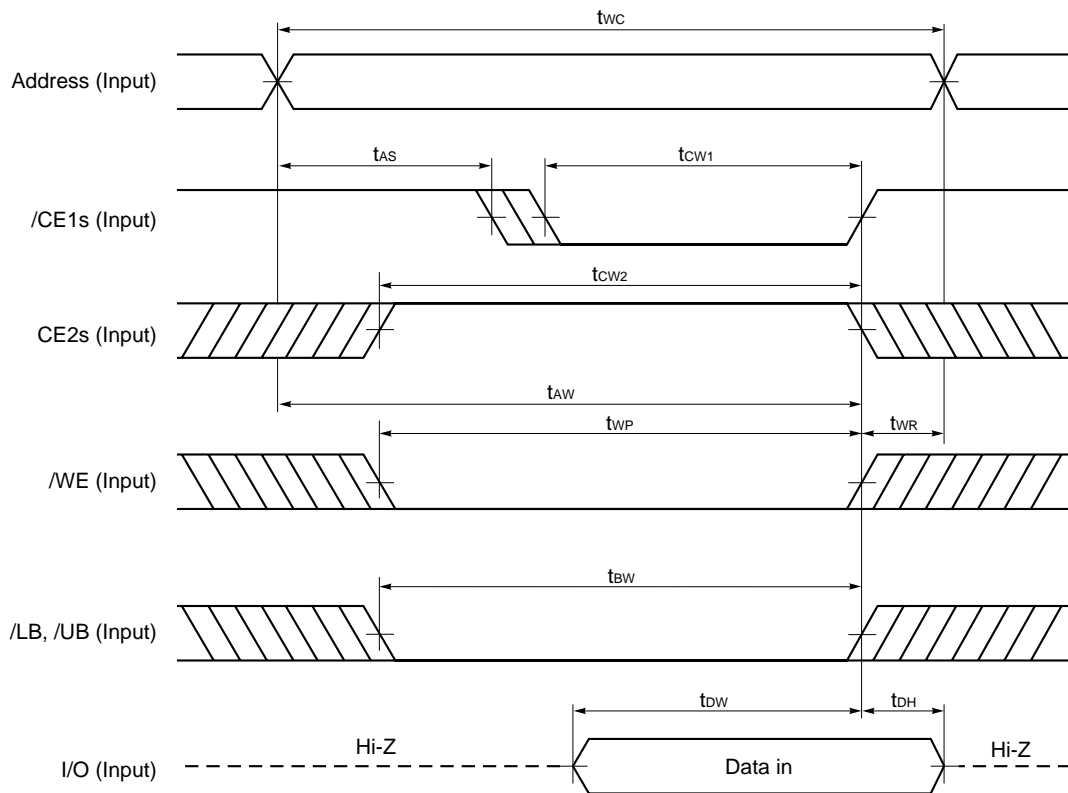 tWC
Address (Input)
tAS
tCW1
/CE1s (Input)
tCW2
CE2s (Input)
tAW
tWP
tWR
/WE (Input)
tBW
/LB, /UB (Input)
tDW
tDH
Hi-Z
Hi-Z
I/O (Input)
Data in